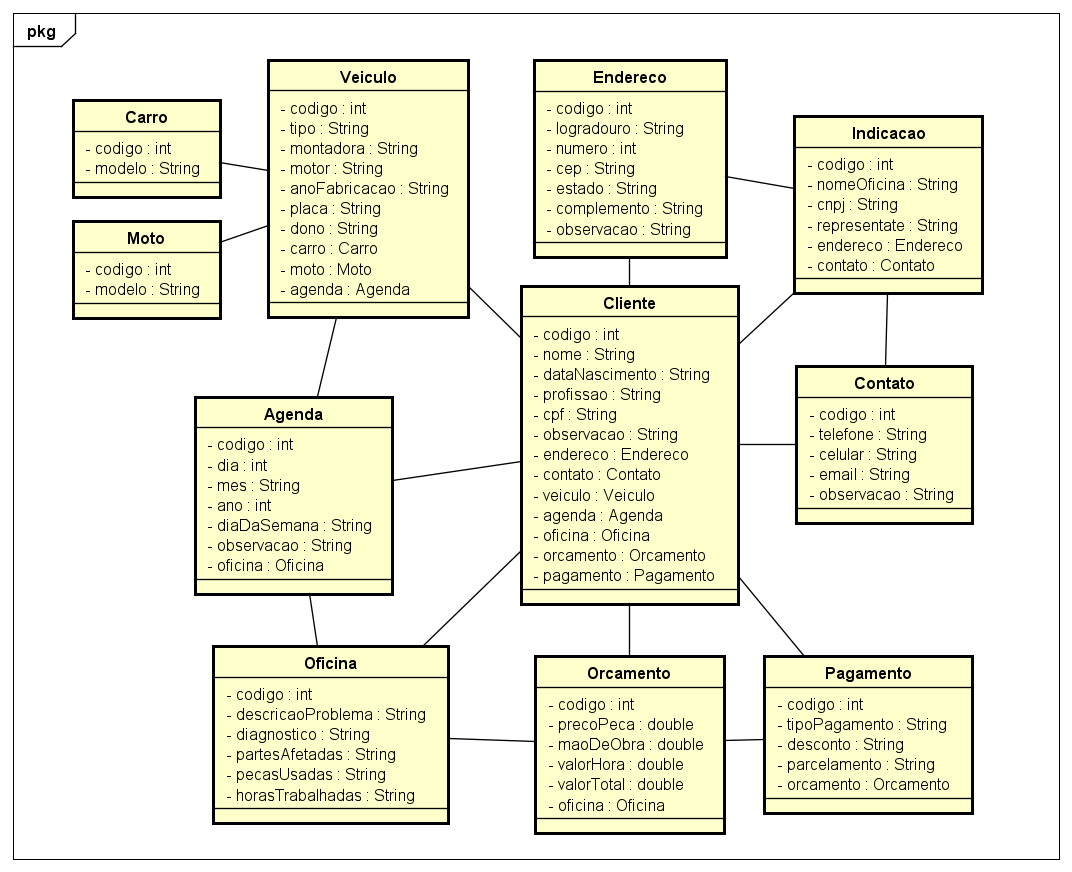 pkg
Carro
- codigo : int
- modelo : String
Moto
- codigo : int
- modelo : String
Veiculo
- codigo : int
- tipo : String
- montadora : String
- motor : String
- anoFabricacao : String
- placa : String
- dono : String
- carro : Carro
- moto : Moto
- agenda : Agenda
Endereco
- codigo : int
- logradouro : String
- numero : int
- cep : String
- estado : String
- complemento : String
- observacao : String
Indicacao
- codigo : int
- nomeOficina : String
- cnpj : String
- representate : String
- endereco : Endereco
- contato : Contato
Cliente
- codigo : int
- nome : String
- dataNascimento : String
- profissao : String
- cpf : String
- observacao : String
- endereco : Endereco
- contato : Contato
- veiculo : Veiculo
- agenda : Agenda
- oficina : Oficina
- orcamento : Orcamento
- pagamento : Pagamento
Contato
- codigo : int
- telefone : String
- celular : String
- email : String
- observacao : String
Agenda
- codigo : int
- dia : int
- mes : String
- ano : int
- diaDaSemana : String
- observacao : String
- oficina : Oficina
Oficina
- codigo : int
- descricaoProblema : String
- diagnostico : String
- partesAfetadas : String
- pecasUsadas : String
- horasTrabalhadas : String
Orcamento
- codigo : int
- precoPeca : double
- maoDeObra : double
- valorHora : double
- valorTotal : double
- oficina : Oficina
Pagamento
- codigo : int
- tipoPagamento : String
- desconto : String
- parcelamento : String
- orcamento : Orcamento